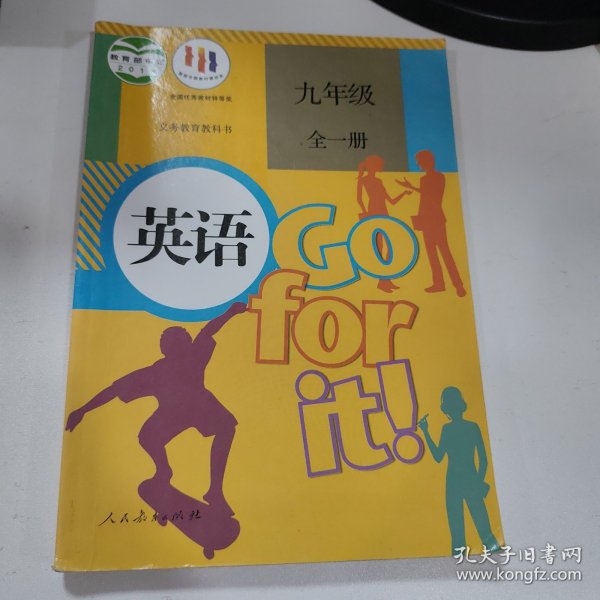 教育部审定
全国优秀教材特等奖
义务教育教科书
九年级
全一册
英语
Go
for
it!
人民教育出版社
孔夫子旧书网
www.kongfz.com